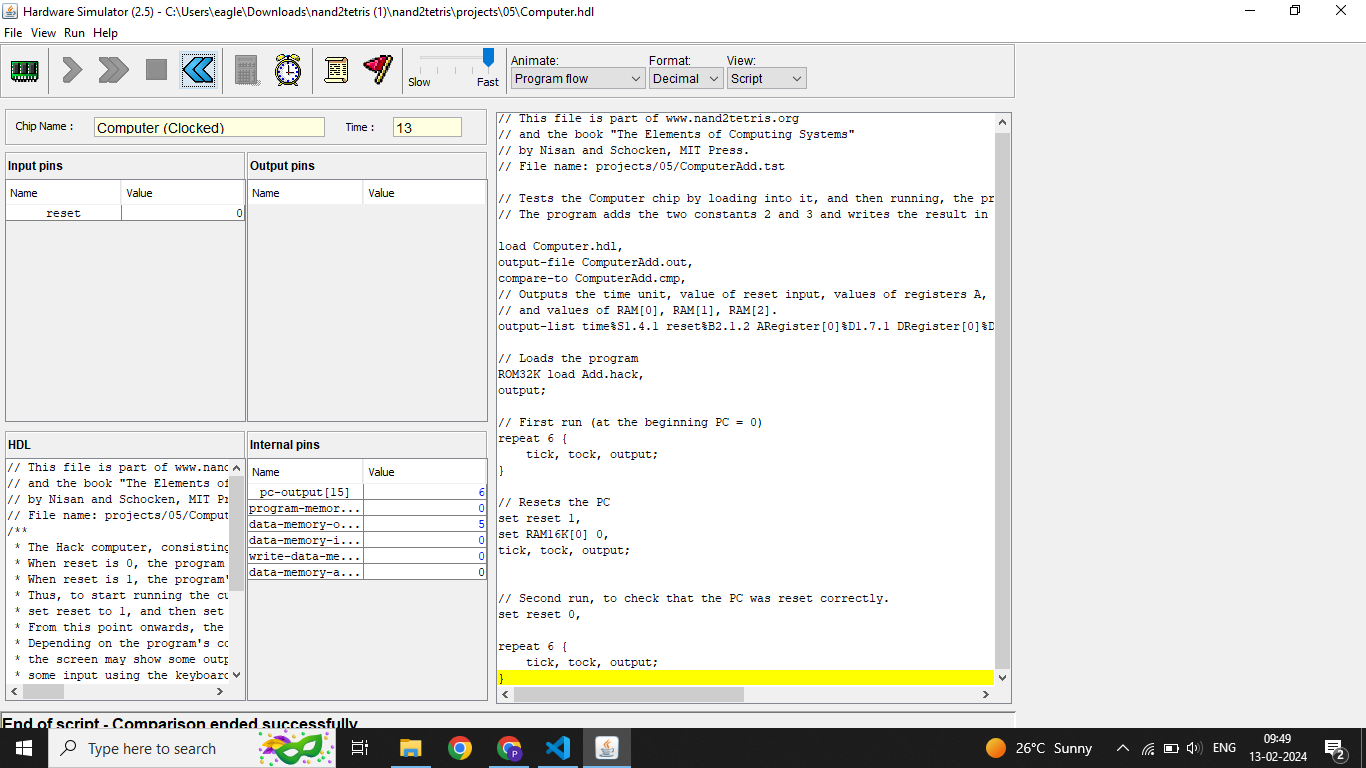 Hardware Simulator (2.5) - C:\Users\eagle\Downloads\nand2tetris (1)\nand2tetris\projects\05\Computer.hdl
File View Run Help
Slow Fast
Animate:
Program flow
Format:
Decimal
View:
Script
Chip Name :
Computer (Clocked)
Time :
13
Input pins
Name Value
reset 0
Output pins
Name Value
HDL
// This file is part of www.nand
// and the book "The Elements of
// by Nisan and Schocken, MIT Pr
// File name: projects/05/Comput
/**
* The Hack computer, consisting
* When reset is 0, the program
* When reset is 1, the program'
* Thus, to start running the cu
* set reset to 1, and then set
* From this point onwards, the
* Depending on the program's co
* the screen may show some outp
* some input using the keyboard
Internal pins
Name Value
pc-output[15] 6
program-memor... 0
data-memory-o... 5
data-memory-i... 0
write-data-me... 0
data-memory-a... 0
// This file is part of www.nand2tetris.org
// and the book "The Elements of Computing Systems"
// by Nisan and Schocken, MIT Press.
// File name: projects/05/ComputerAdd.tst
// Tests the Computer chip by loading into it, and then running, the pr
// The program adds the two constants 2 and 3 and writes the result in
load Computer.hdl,
output-file ComputerAdd.out,
compare-to ComputerAdd.cmp,
// Outputs the time unit, value of reset input, values of registers A,
// and values of RAM[0], RAM[1], RAM[2].
output-list time%S1.4.1 reset%B2.1.2 ARegister[0]%D1.7.1 DRegister[0]%D
// Loads the program
ROM32K load Add.hack,
output;
// First run (at the beginning PC = 0)
repeat 6 {
tick, tock, output;
}
// Resets the PC
set reset 1,
set RAM16K[0] 0,
tick, tock, output;
// Second run, to check that the PC was reset correctly.
set reset 0,
repeat 6 {
tick, tock, output;
}
End of script - Comparison ended successfully
Type here to search
P
26°C Sunny
ENG
09:49
13-02-2024
2